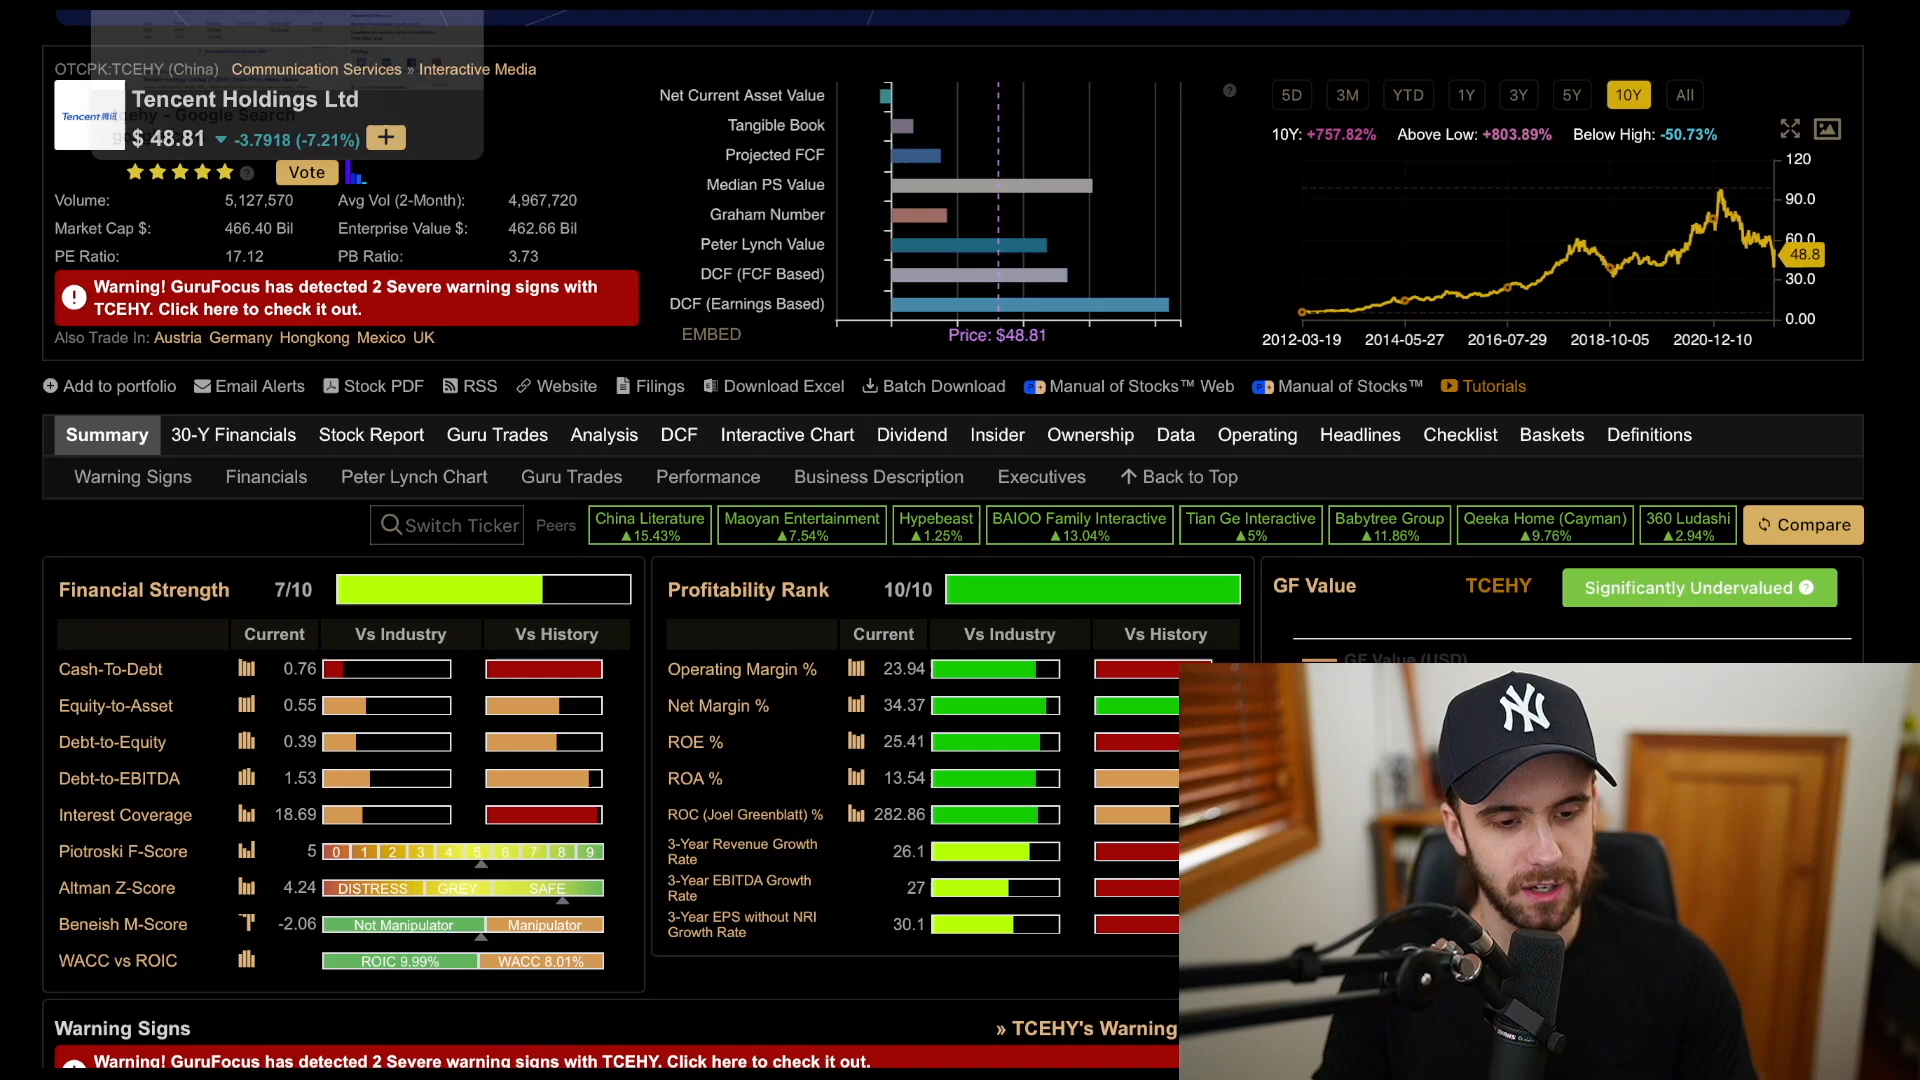 OTCPK:TCEHY (China) Communication Services » Interactive Media
Tencent 腾讯
Tencent Holdings Ltd
cehy - Google Search
$ 48.81 -3.7918 (-7.21%) +
Vote
Volume: 5,127,570 Avg Vol (2-Month): 4,967,720
Market Cap $: 466.40 Bil Enterprise Value $: 462.66 Bil
PE Ratio: 17.12 PB Ratio: 3.73
Warning! GuruFocus has detected 2 Severe warning signs with
TCEHY. Click here to check it out.
Also Trade In: Austria Germany Hongkong Mexico UK
Net Current Asset Value
Tangible Book
Projected FCF
Median PS Value
Graham Number
Peter Lynch Value
DCF (FCF Based)
DCF (Earnings Based)
EMBED
Price: $48.81
5D 3M YTD 1Y 3Y 5Y 10Y All
10Y: +757.82% Above Low: +803.89% Below High: -50.73%
120
90.0
60.0
48.8
30.0
0.00
2012-03-19 2014-05-27 2016-07-29 2018-10-05 2020-12-10
Add to portfolio Email Alerts Stock PDF RSS Website Filings Download Excel Batch Download Manual of Stocks™ Web Manual of Stocks™ Tutorials
Summary 30-Y Financials Stock Report Guru Trades Analysis DCF Interactive Chart Dividend Insider Ownership Data Operating Headlines Checklist Baskets Definitions
Warning Signs Financials Peter Lynch Chart Guru Trades Performance Business Description Executives Back to Top
Switch Ticker Peers
China Literature Maoyan Entertainment Hypebeast BAIOO Family Interactive Tian Ge Interactive Babytree Group Qeeka Home (Cayman) 360 Ludashi
▲15.43% ▲7.54% ▲1.25% ▲13.04% ▲5% ▲11.86% ▲9.76% ▲2.94%
Compare
Financial Strength 7/10
Current Vs Industry Vs History
Cash-To-Debt 0.76
Equity-to-Asset 0.55
Debt-to-Equity 0.39
Debt-to-EBITDA 1.53
Interest Coverage 18.69
Piotroski F-Score 5 0 1 2 3 4 5 6 7 8 9
Altman Z-Score 4.24 DISTRESS GREY SAFE
Beneish M-Score -2.06 Not Manipulator Manipulator
WACC vs ROIC ROIC 9.99% WACC 8.01%
Profitability Rank 10/10
Current Vs Industry Vs History
Operating Margin % 23.94
Net Margin % 34.37
ROE % 25.41
ROA % 13.54
ROC (Joel Greenblatt) % 282.86
3-Year Revenue Growth
Rate 26.1
3-Year EBITDA Growth
Rate 27
3-Year EPS without NRI
Growth Rate 30.1
GF Value TCEHY Significantly Undervalued
GF Value (USD)
NY
Warning Signs » TCEHY's Warning
Warning! GuruFocus has detected 2 Severe warning signs with TCEHY. Click here to check it out.